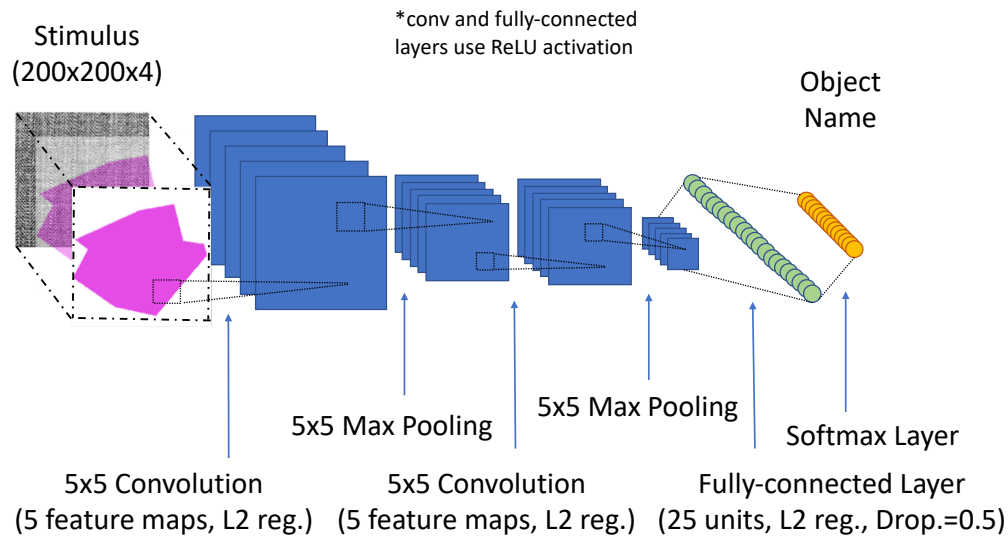 *conv and fully-connected
layers use ReLU activation
Stimulus
(200x200x4)
Object
Name
5x5 Max Pooling
5x5 Max Pooling
Softmax Layer
5x5 Convolution
(5 feature maps, L2 reg.)
5x5 Convolution
(5 feature maps, L2 reg.)
Fully-connected Layer
(25 units, L2 reg., Drop.=0.5)